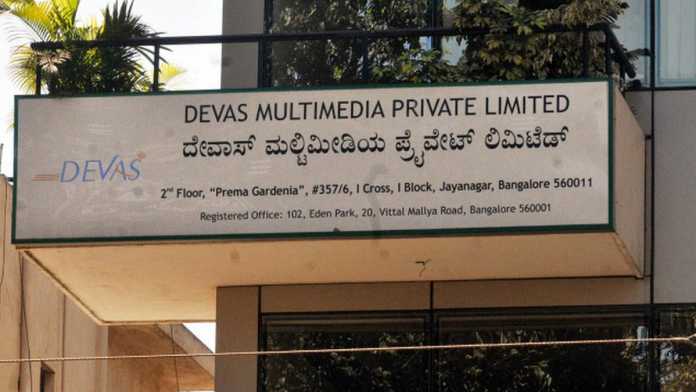 DEVAS MULTIMEDIA PRIVATE LIMITED
ದೇವಾಸ್ ಮಲ್ಟಿಮೀಡಿಯ ಪ್ರೈವೇಟ್ ಲಿಮಿಟೆಡ್
DEVAS
2nd Floor, "Prema Gardenia", #357/6, I Cross, I Block, Jayanagar, Bangalore 560011
Registered Office: 102, Eden Park, 20, Vittal Mallya Road, Bangalore 560001